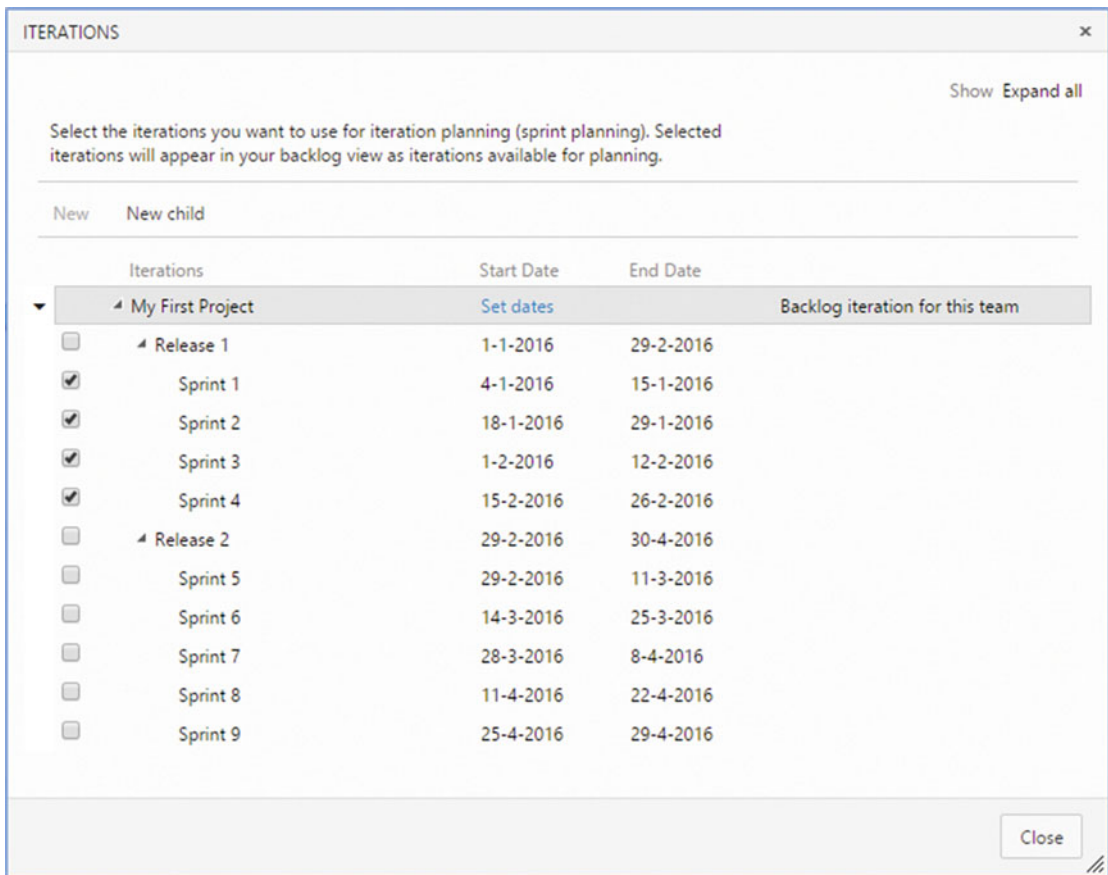 ITERATIONS
Show Expand all
Select the iterations you want to use for iteration planning (sprint planning). Selected
iterations will appear in your backlog view as iterations available for planning.
New New child
Iterations Start Date End Date
My First Project Set dates Backlog iteration for this team
Release 1 1-1-2016 29-2-2016
Sprint 1 4-1-2016 15-1-2016
Sprint 2 18-1-2016 29-1-2016
Sprint 3 1-2-2016 12-2-2016
Sprint 4 15-2-2016 26-2-2016
Release 2 29-2-2016 30-4-2016
Sprint 5 29-2-2016 11-3-2016
Sprint 6 14-3-2016 25-3-2016
Sprint 7 28-3-2016 8-4-2016
Sprint 8 11-4-2016 22-4-2016
Sprint 9 25-4-2016 29-4-2016
Close